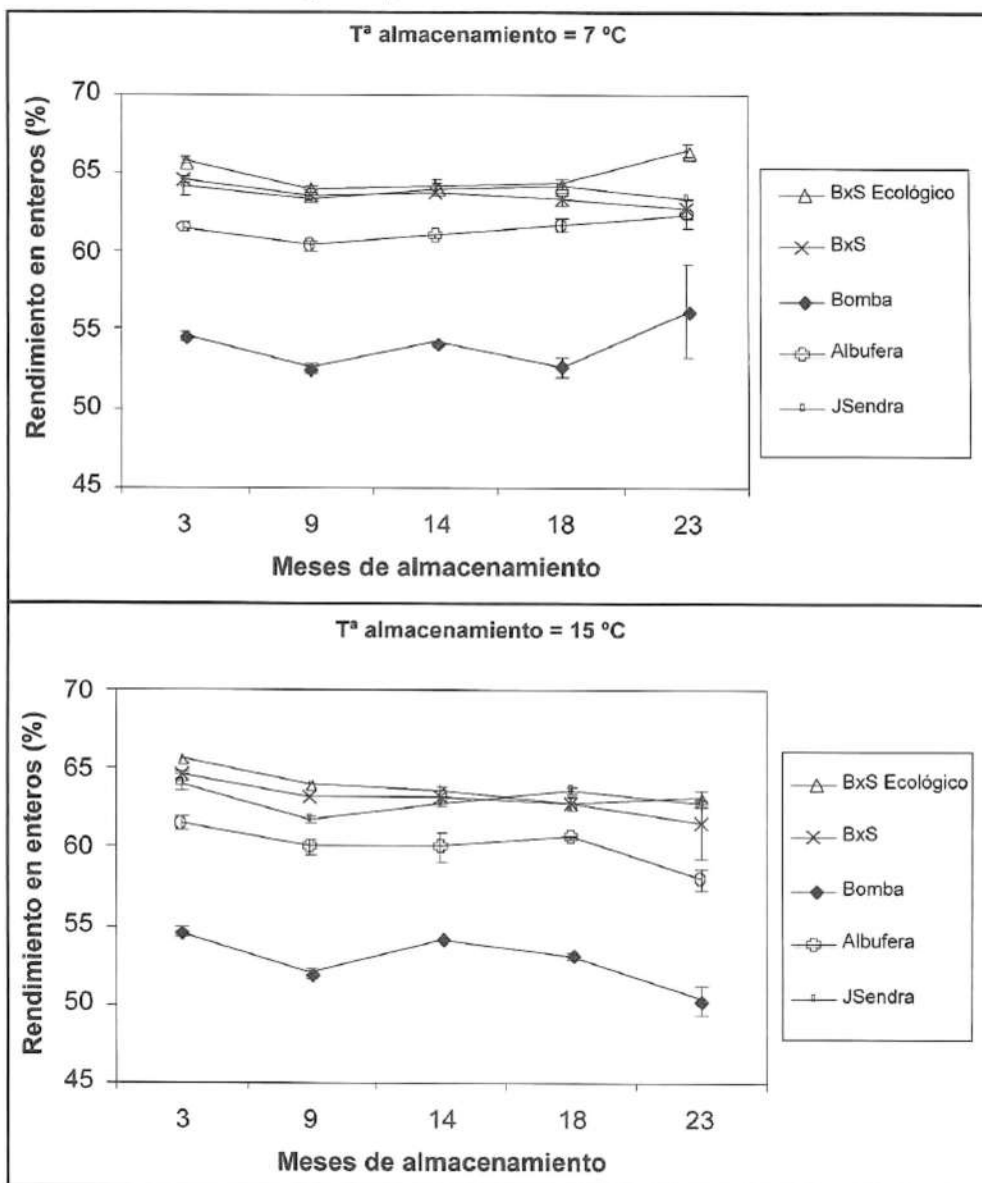 Tª almacenamiento = 7 ºC
Rendimiento en enteros (%)
70
65
60
55
50
45
3 9 14 18 23
Meses de almacenamiento
BxS Ecológico
BxS
Bomba
Albufera
JSendra
Tª almacenamiento = 15 ºC
Rendimiento en enteros (%)
70
65
60
55
50
45
3 9 14 18 23
Meses de almacenamiento
BxS Ecológico
BxS
Bomba
Albufera
JSendra